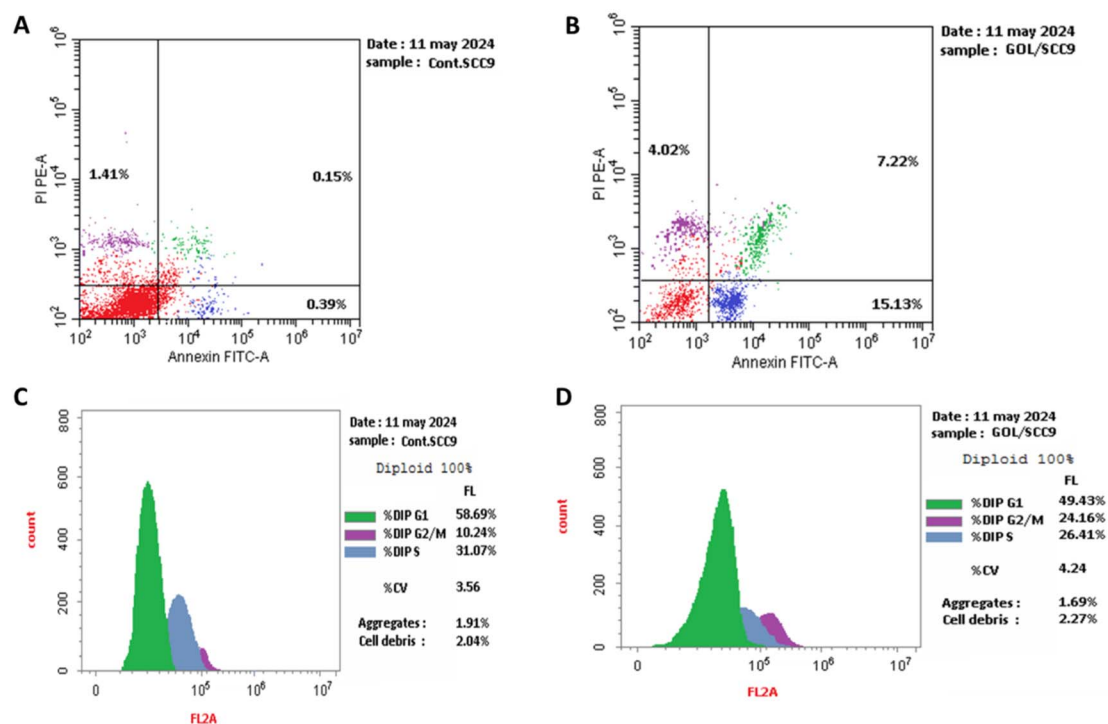 A
Date : 11 may 2024
sample : Cont.SCC9
PI PE-A
10^6
10^5
10^4
10^3
10^2
1.41%
0.15%
0.39%
10^2 10^3 10^4 10^5 10^6 10^7
Annexin FITC-A
B
Date : 11 may 2024
sample : GOL/SCC9
PI PE-A
10^6
10^5
10^4
10^3
10^2
4.02%
7.22%
15.13%
10^2 10^3 10^4 10^5 10^6 10^7
Annexin FITC-A
C
Date : 11 may 2024
sample : Cont.SCC9
Diploid 100%
FL
%DIP G1 58.69%
%DIP G2/M 10.24%
%DIP S 31.07%
%CV 3.56
Aggregates : 1.91%
Cell debris : 2.04%
count
800
600
400
200
0
0 10^5 10^6 10^7
FL2A
D
Date : 11 may 2024
sample : GOL/SCC9
Diploid 100%
FL
%DIP G1 49.43%
%DIP G2/M 24.16%
%DIP S 26.41%
%CV 4.24
Aggregates : 1.69%
Cell debris : 2.27%
count
800
600
400
200
0
0 10^5 10^6 10^7
FL2A